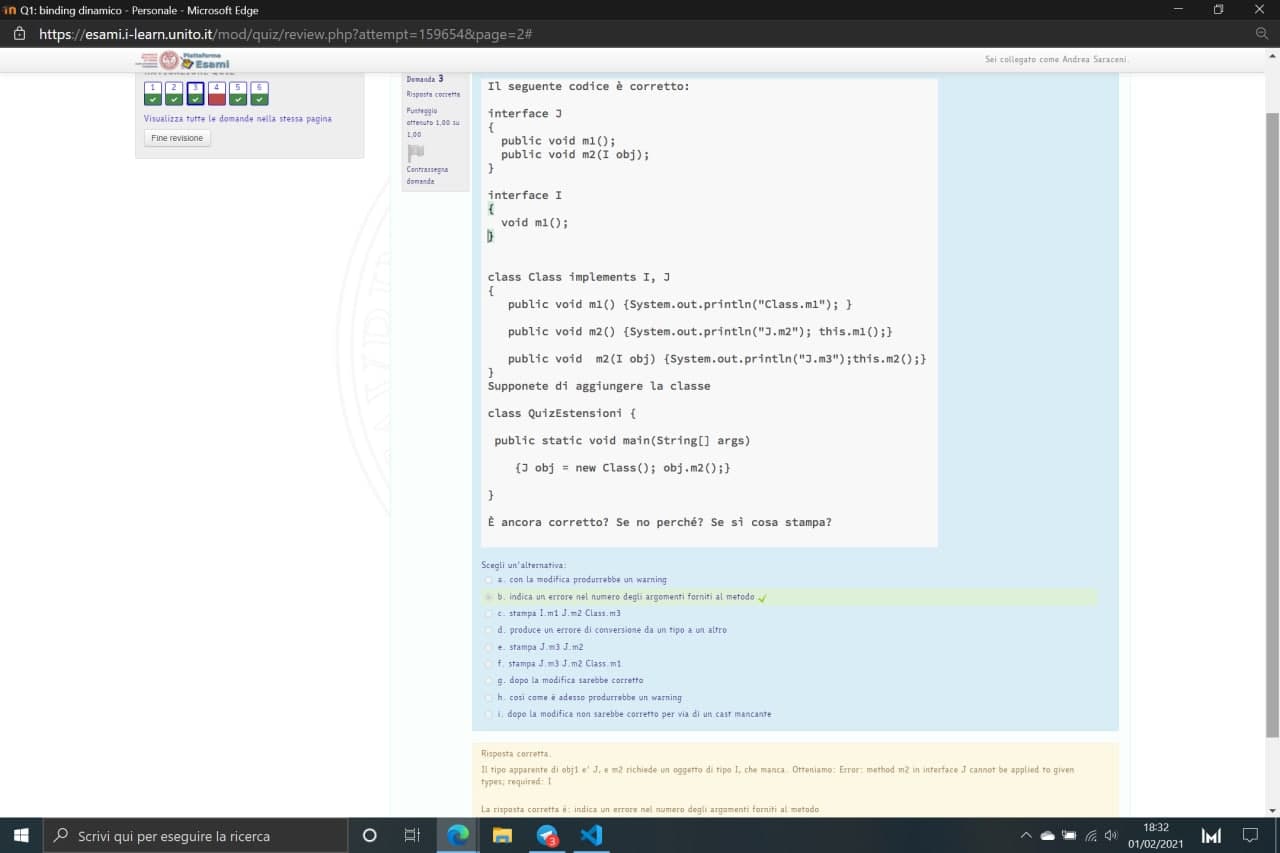 Q1: binding dinamico - Personale - Microsoft Edge
https://esami.i-learn.unito.it/mod/quiz/review.php?attempt=159654&page=2#
Piattaforma
Esami
Sei collegato come Andrea Saraceni.
1 2 3 4 5 6
Visualizza tutte le domande nella stessa pagina
Fine revisione
Domanda 3
Risposta corretta
Punteggio
ottenuto 1,00 su
1,00
Contrassegna
domanda
Il seguente codice è corretto:
interface J
{
public void m1();
public void m2(I obj);
}
interface I
{
void m1();
}
class Class implements I, J
{
public void m1() {System.out.println("Class.m1"); }
public void m2() {System.out.println("J.m2"); this.m1();}
public void  m2(I obj) {System.out.println("J.m3");this.m2();}
}
Supponete di aggiungere la classe
class QuizEstensioni {
public static void main(String[] args)
{J obj = new Class(); obj.m2();}
}
È ancora corretto? Se no perché? Se sì cosa stampa?
Scegli un'alternativa:
a. con la modifica produrrebbe un warning
b. indica un errore nel numero degli argomenti forniti al metodo
c. stampa I.m1 J.m2 Class.m3
d. produce un errore di conversione da un tipo a un altro
e. stampa J.m3 J.m2
f. stampa J.m3 J.m2 Class.m1
g. dopo la modifica sarebbe corretto
h. così come è adesso produrrebbe un warning
i. dopo la modifica non sarebbe corretto per via di un cast mancante
Risposta corretta.
Il tipo apparente di obj1 e' J, e m2 richiede un oggetto di tipo I, che manca. Otteniamo: Error: method m2 in interface J cannot be applied to given
types; required: I
La risposta corretta è: indica un errore nel numero degli argomenti forniti al metodo
Scrivi qui per eseguire la ricerca
3
18:32
01/02/2021